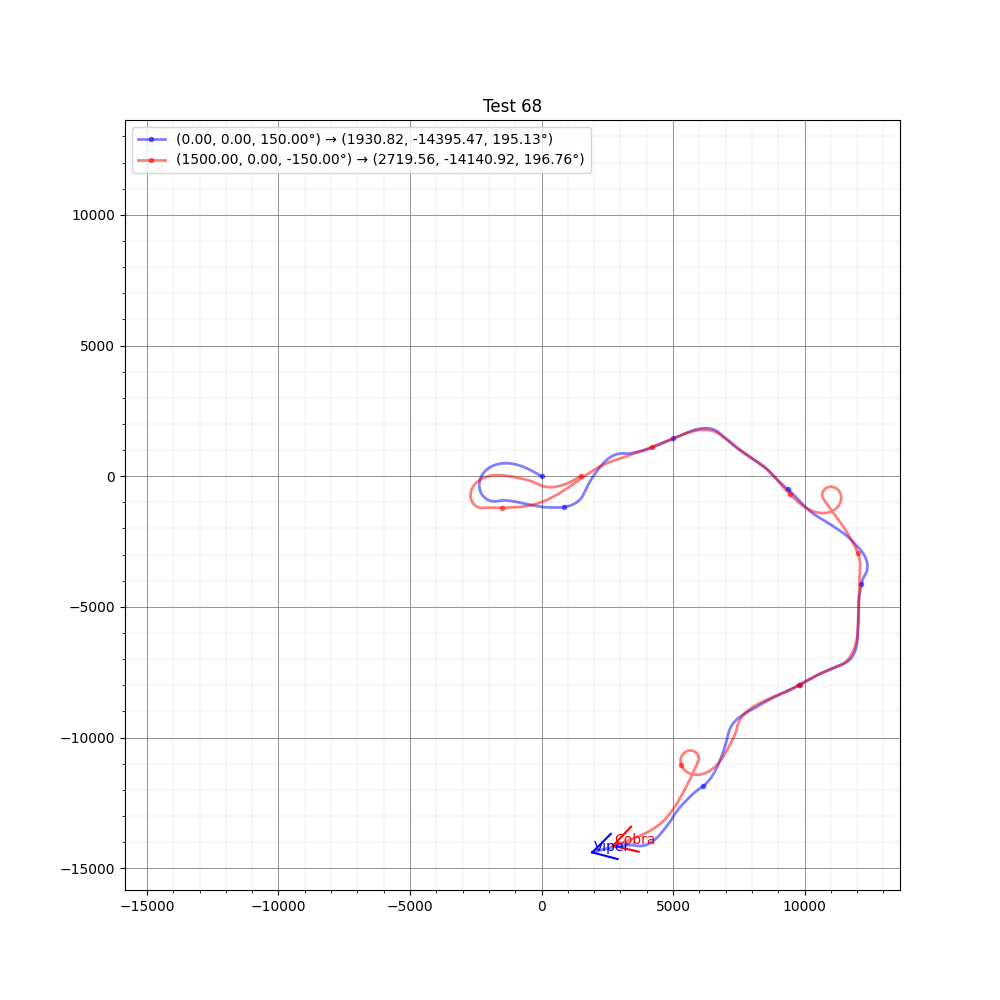 Test 68
(0.00, 0.00, 150.00°) → (1930.82, -14395.47, 195.13°)
(1500.00, 0.00, -150.00°) → (2719.56, -14140.92, 196.76°)
10000
5000
0
−5000
−10000
−15000
Cobra
Viper
−15000 −10000 −5000 0 5000 10000